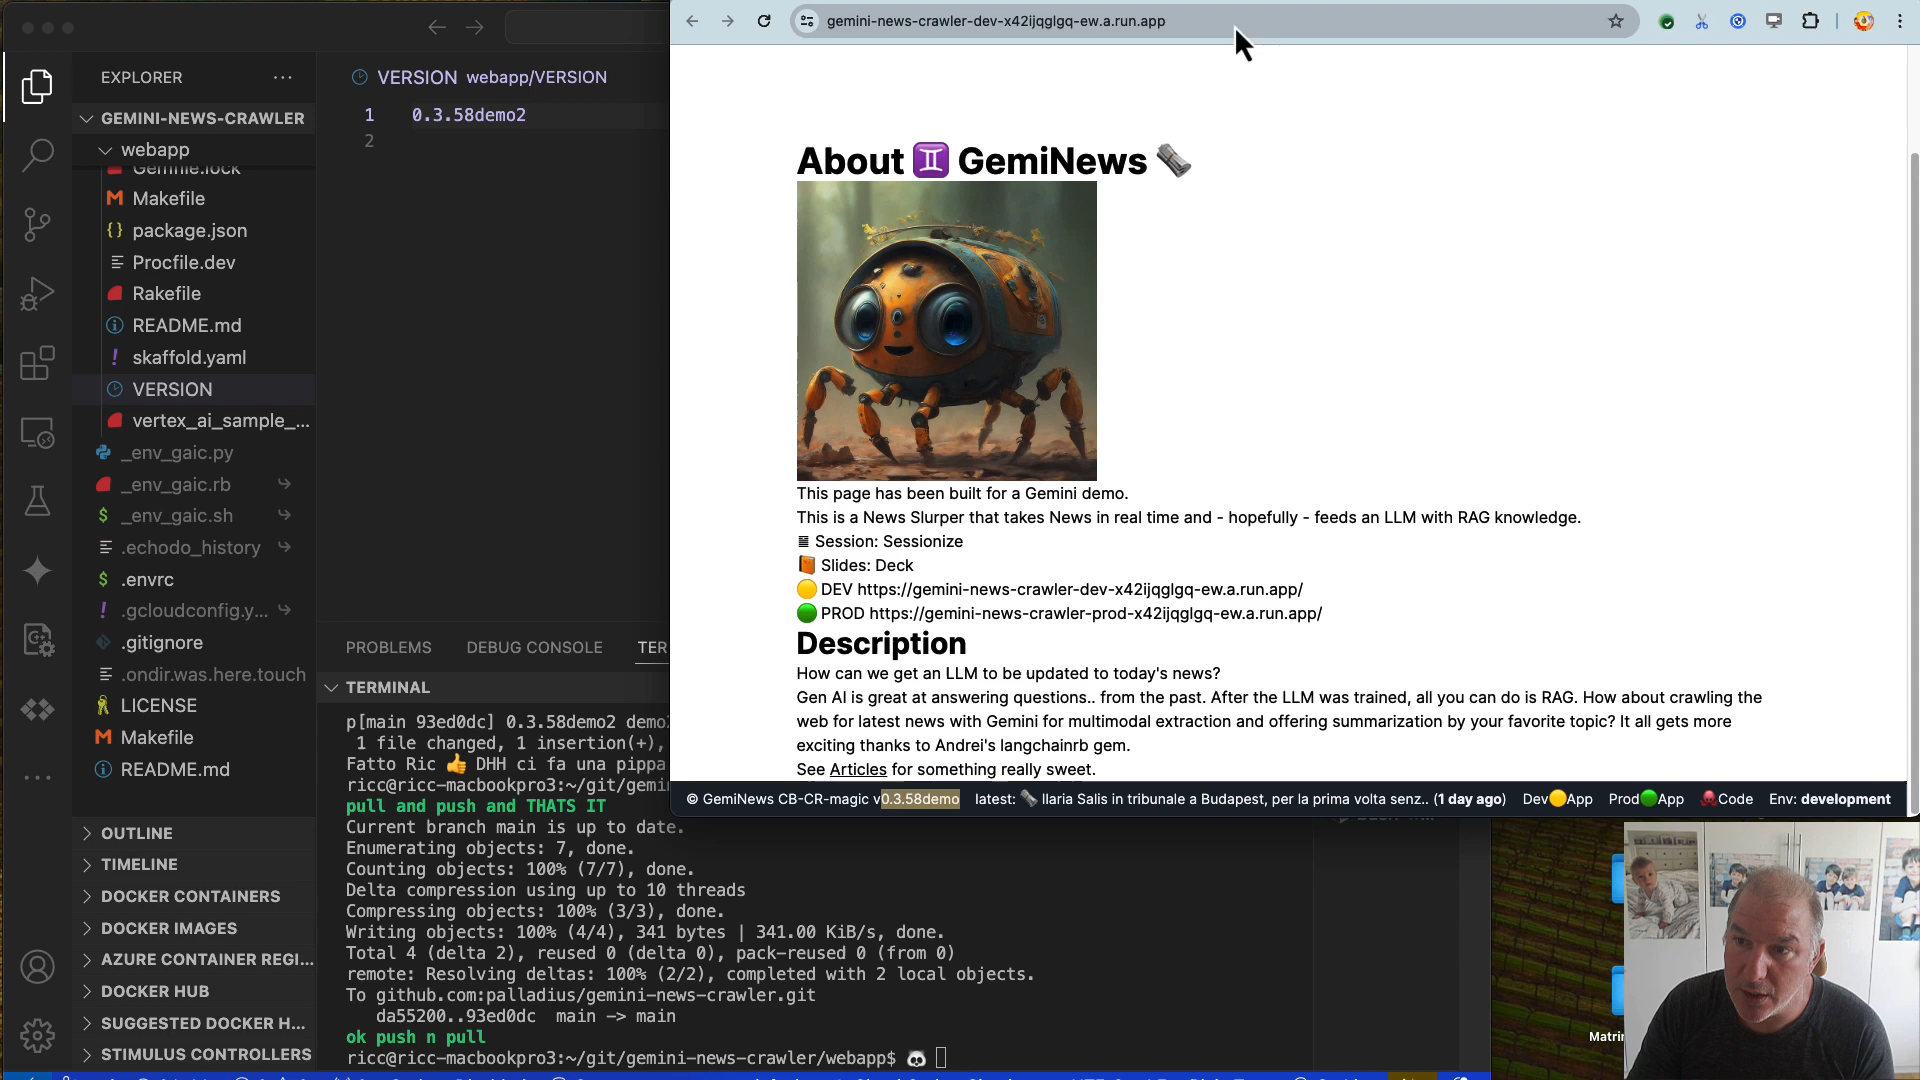 EXPLORER
GEMINI-NEWS-CRAWLER
webapp
Gemfile.lock
Makefile
package.json
Procfile.dev
Rakefile
README.md
skaffold.yaml
VERSION
vertex_ai_sample_...
_env_gaic.py
_env_gaic.rb
_env_gaic.sh
.echodo_history
.envrc
.gcloudconfig.y...
.gitignore
.ondir.was.here.touch
LICENSE
Makefile
README.md
OUTLINE
TIMELINE
DOCKER CONTAINERS
DOCKER IMAGES
AZURE CONTAINER REGI...
DOCKER HUB
SUGGESTED DOCKER H...
STIMULUS CONTROLLERS
VERSION webapp/VERSION
1 0.3.58demo2
2
PROBLEMS DEBUG CONSOLE TER
TERMINAL
p[main 93ed0dc] 0.3.58demo2 demo
1 file changed, 1 insertion(+),
Fatto Ric 👍 DHH ci fa una pippa
ricc@ricc-macbookpro3:~/git/gemi
pull and push and THATS IT
Current branch main is up to date.
Enumerating objects: 7, done.
Counting objects: 100% (7/7), done.
Delta compression using up to 10 threads
Compressing objects: 100% (3/3), done.
Writing objects: 100% (4/4), 341 bytes | 341.00 KiB/s, done.
Total 4 (delta 2), reused 0 (delta 0), pack-reused 0 (from 0)
remote: Resolving deltas: 100% (2/2), completed with 2 local objects.
To github.com:palladius/gemini-news-crawler.git
da55200..93ed0dc main -> main
ok push n pull
ricc@ricc-macbookpro3:~/git/gemini-news-crawler/webapp$ 🐼
gemini-news-crawler-dev-x42ijqglgq-ew.a.run.app
About ♊ GemiNews 🗞️
This page has been built for a Gemini demo.
This is a News Slurper that takes News in real time and - hopefully - feeds an LLM with RAG knowledge.
Session: Sessionize
📙 Slides: Deck
🟡 DEV https://gemini-news-crawler-dev-x42ijqglgq-ew.a.run.app/
🟢 PROD https://gemini-news-crawler-prod-x42ijqglgq-ew.a.run.app/
Description
How can we get an LLM to be updated to today's news?
Gen AI is great at answering questions.. from the past. After the LLM was trained, all you can do is RAG. How about crawling the
web for latest news with Gemini for multimodal extraction and offering summarization by your favorite topic? It all gets more
exciting thanks to Andrei's langchainrb gem.
See Articles for something really sweet.
© GemiNews CB-CR-magic v0.3.58demo latest: 🗞️ Ilaria Salis in tribunale a Budapest, per la prima volta senz.. (1 day ago) Dev🟡App Prod🟢App 🐙Code Env: development
Matrin